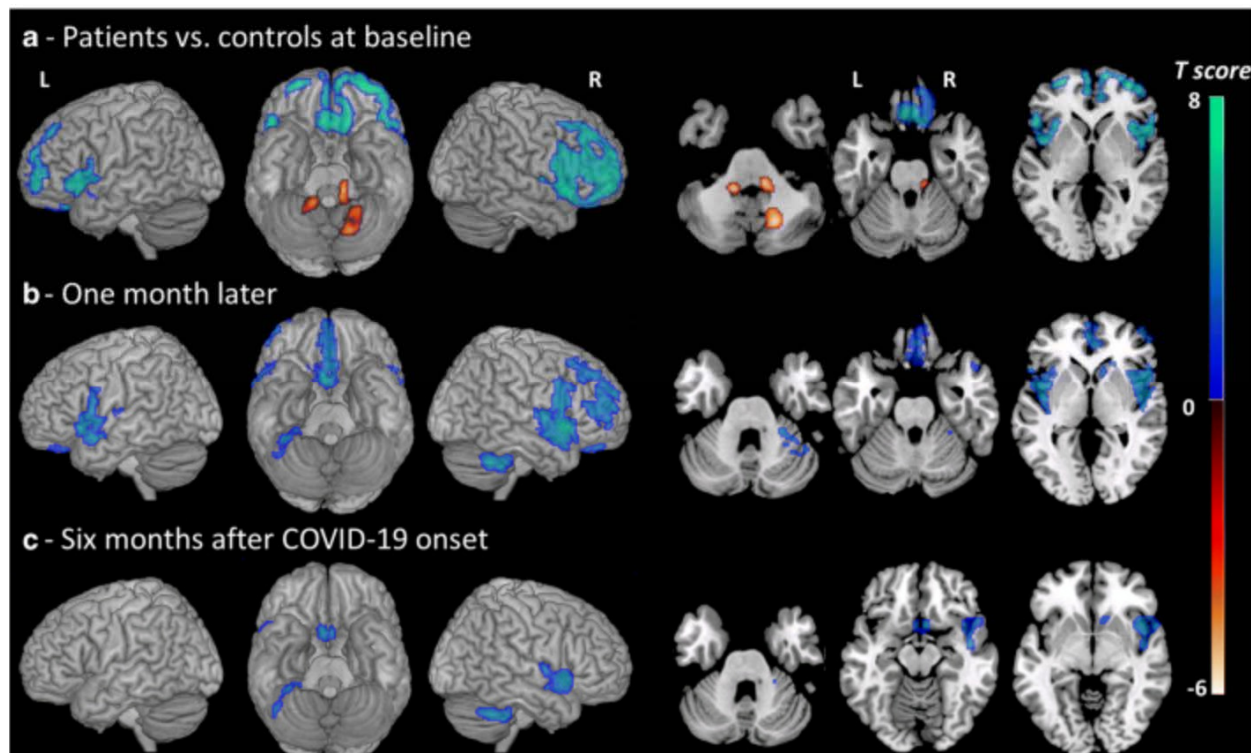 a - Patients vs. controls at baseline
L
R
L
R
T score
8
b - One month later
0
c - Six months after COVID-19 onset
-6